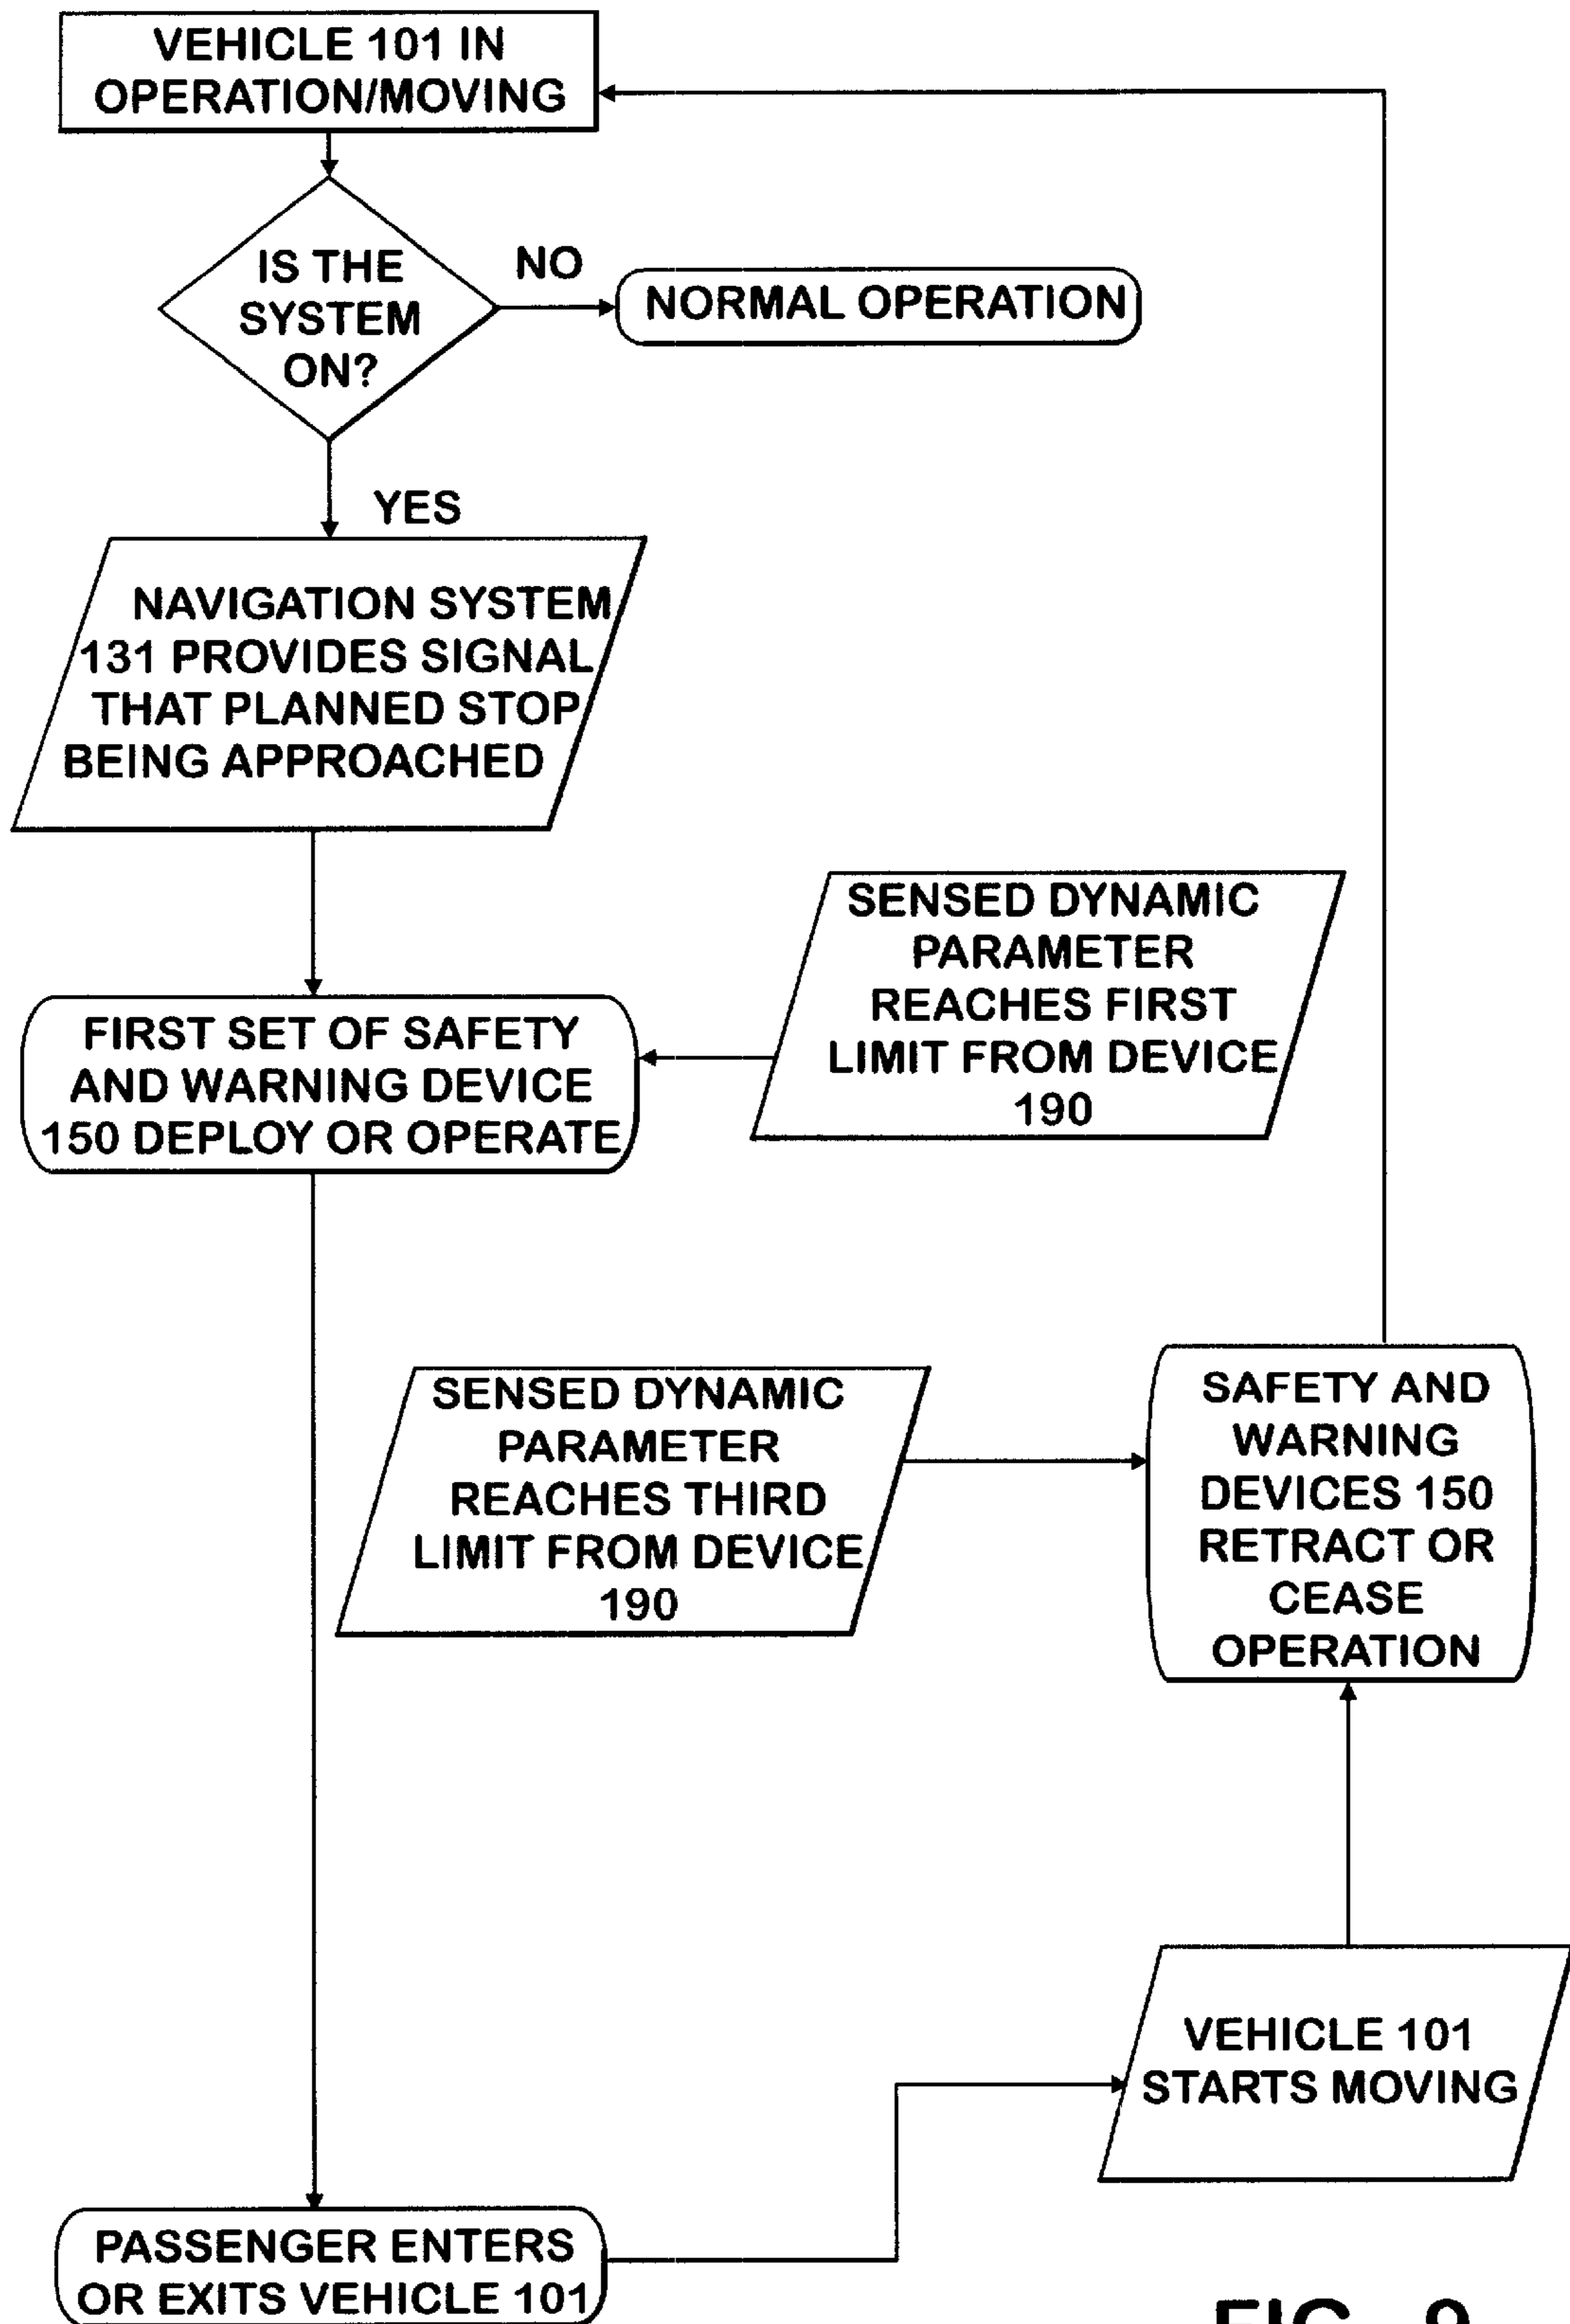 VEHICLE 101 IN
OPERATION/MOVING
IS THE
SYSTEM
ON?
NO
NORMAL OPERATION
YES
NAVIGATION SYSTEM
131 PROVIDES SIGNAL
THAT PLANNED STOP
BEING APPROACHED
SENSED DYNAMIC
PARAMETER
REACHES FIRST
LIMIT FROM DEVICE
190
FIRST SET OF SAFETY
AND WARNING DEVICE
150 DEPLOY OR OPERATE
SENSED DYNAMIC
PARAMETER
REACHES THIRD
LIMIT FROM DEVICE
190
SAFETY AND
WARNING
DEVICES 150
RETRACT OR
CEASE
OPERATION
VEHICLE 101
STARTS MOVING
PASSENGER ENTERS
OR EXITS VEHICLE 101